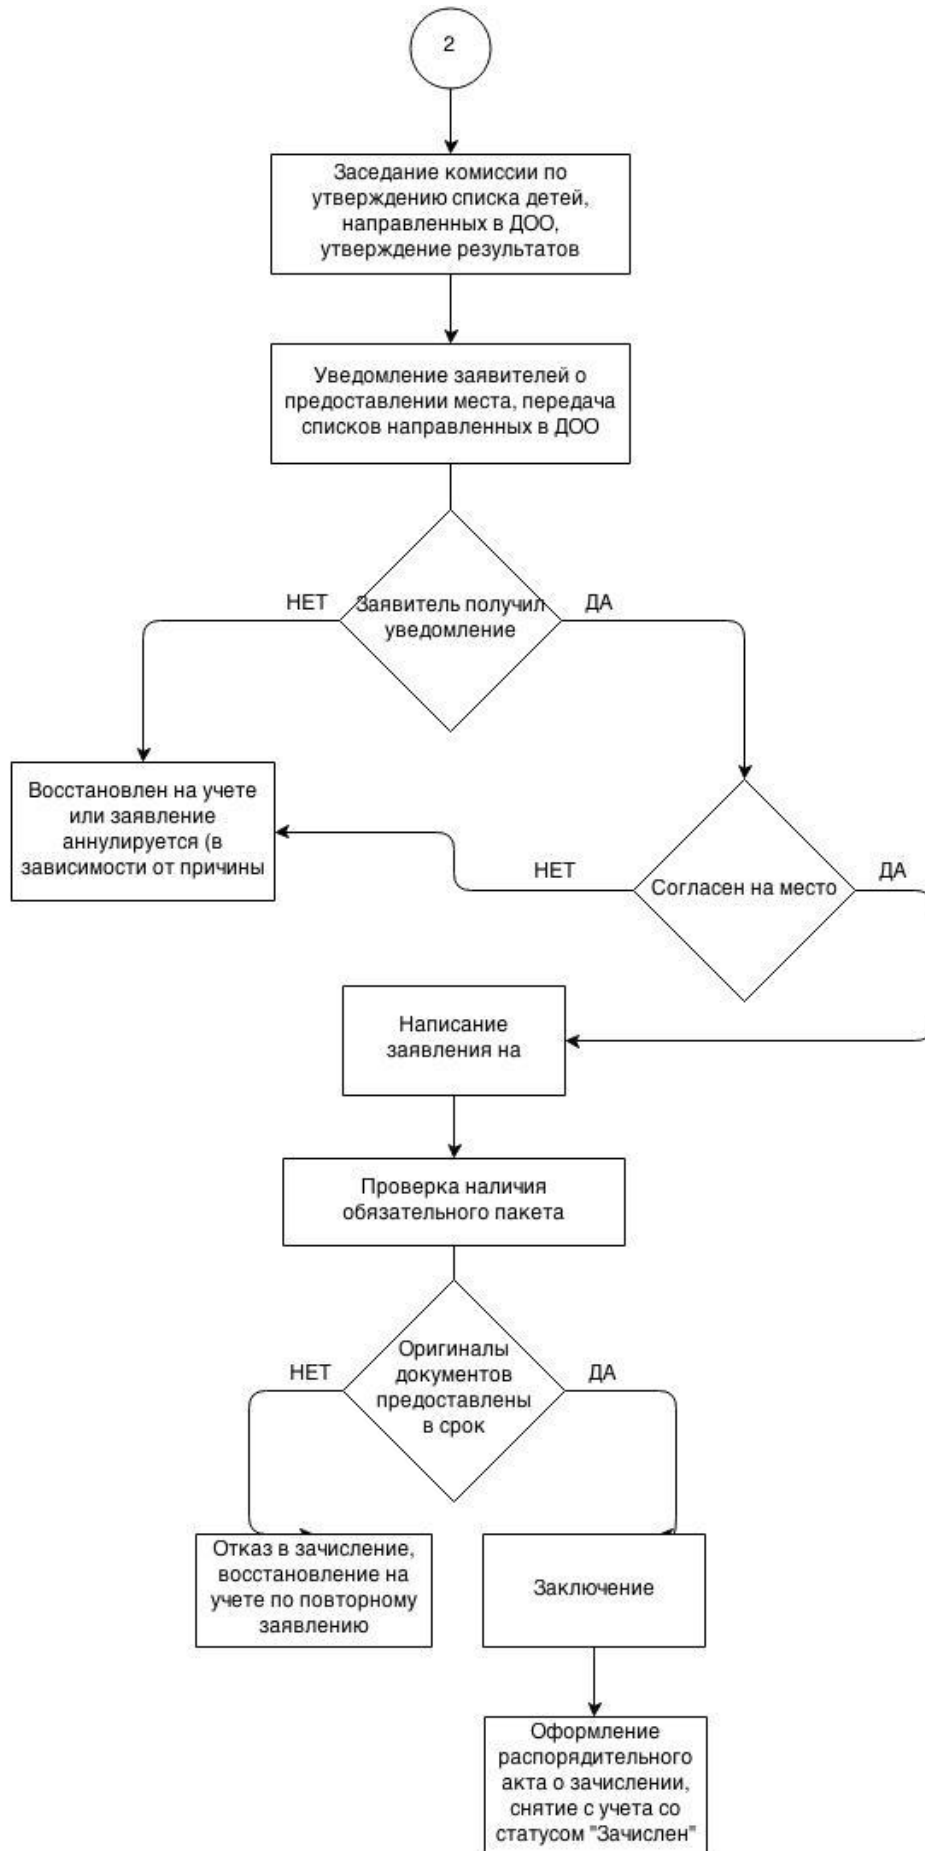 2
Заседание комиссии по
утверждению списка детей,
направленных в ДОО,
утверждение результатов
Уведомление заявителей о
предоставлении места, передача
списков направленных в ДОО
НЕТ
Заявитель получил
уведомление
ДА
Восстановлен на учете
или заявление
аннулируется (в
зависимости от причины
НЕТ
Согласен на место
ДА
Написание
заявления на
Проверка наличия
обязательного пакета
НЕТ
Оригиналы
документов
предоставлены
в срок
ДА
Отказ в зачисление,
восстановление на
учете по повторному
заявлению
Заключение
Оформление
распорядительного
акта о зачислении,
снятие с учета со
статусом "Зачислен"